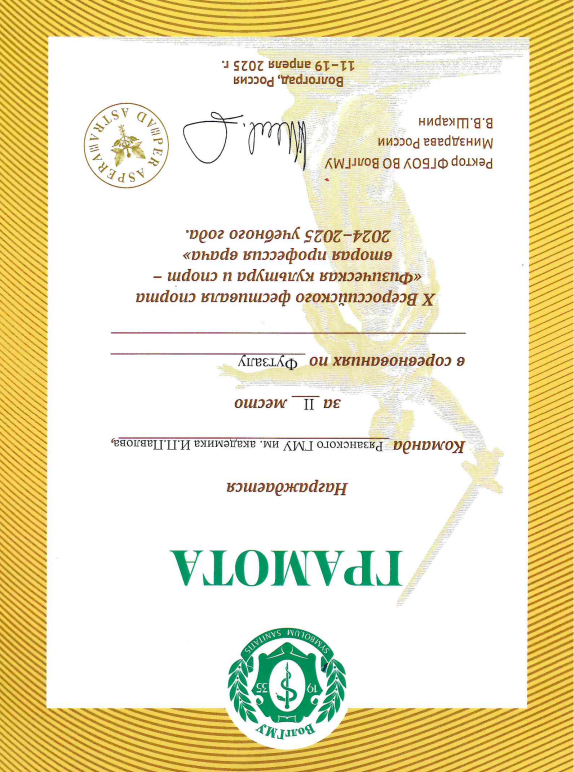 ВолгГМУ
19 35
SYMBOLUM SANITATIS
ГРАМОТА
Награждается
Команда Рязанского ГМУ им. академика И.П.Павлова,
за II место
в соревнованиях по Футзалу
X Всероссийского фестиваля спорта
«Физическая культура и спорт –
вторая профессия врача»
2024–2025 учебного года.
Ректор ФГБОУ ВО ВолгГМУ
Минздрава России
В.В.Шкарин
PER ASPERA AD ASTRA
Волгоград, Россия
11–19 апреля 2025 г.